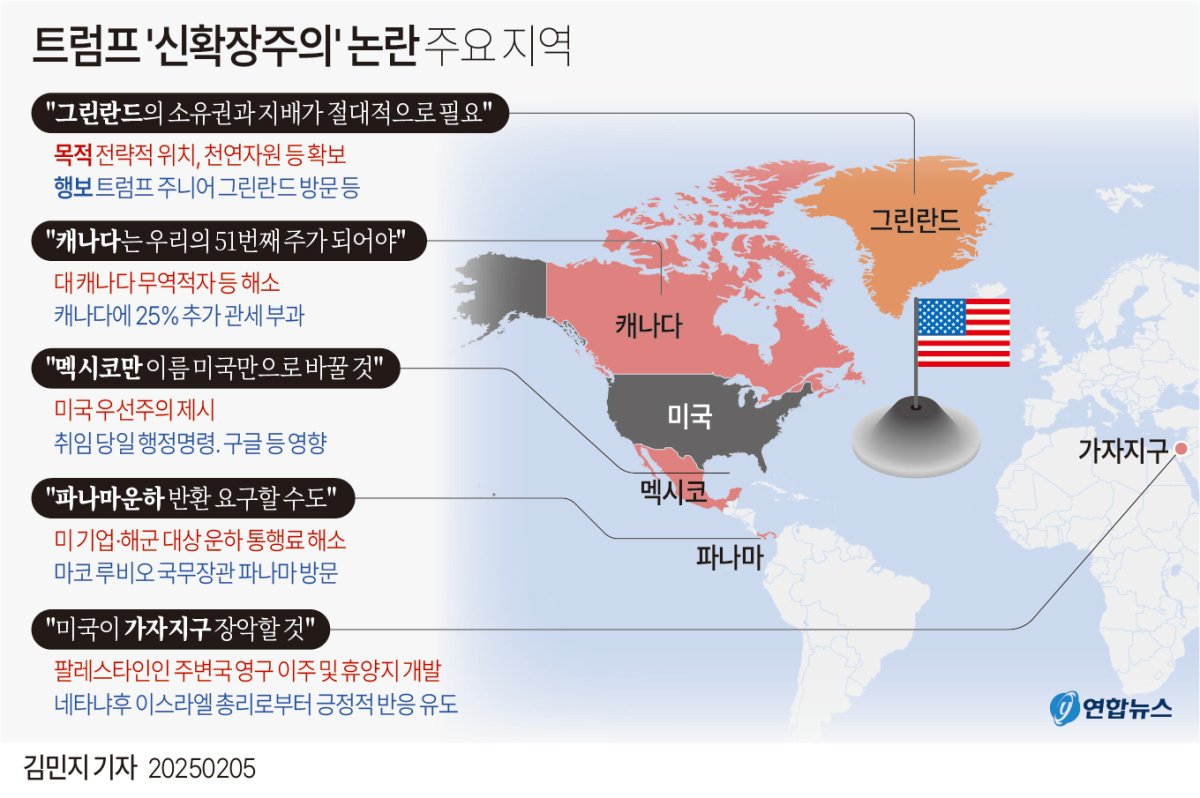 트럼프 '신확장주의' 논란 주요 지역
"그린란드의 소유권과 지배가 절대적으로 필요"
목적 전략적 위치, 천연자원 등 확보
행보 트럼프 주니어 그린란드 방문 등
"캐나다는 우리의 51번째 주가 되어야"
대 캐나다 무역적자 등 해소
캐나다에 25% 추가 관세 부과
"멕시코만 이름 미국만으로 바꿀 것"
미국 우선주의 제시
취임 당일 행정명령. 구글 등 영향
"파나마운하 반환 요구할 수도"
미 기업·해군 대상 운하 통행료 해소
마코 루비오 국무장관 파나마 방문
"미국이 가자지구 장악할 것"
팔레스타인인 주변국 영구 이주 및 휴양지 개발
네타냐후 이스라엘 총리로부터 긍정적 반응 유도
그린란드
캐나다
미국
가자지구
멕시코
파나마
연합뉴스
김민지 기자 20250205